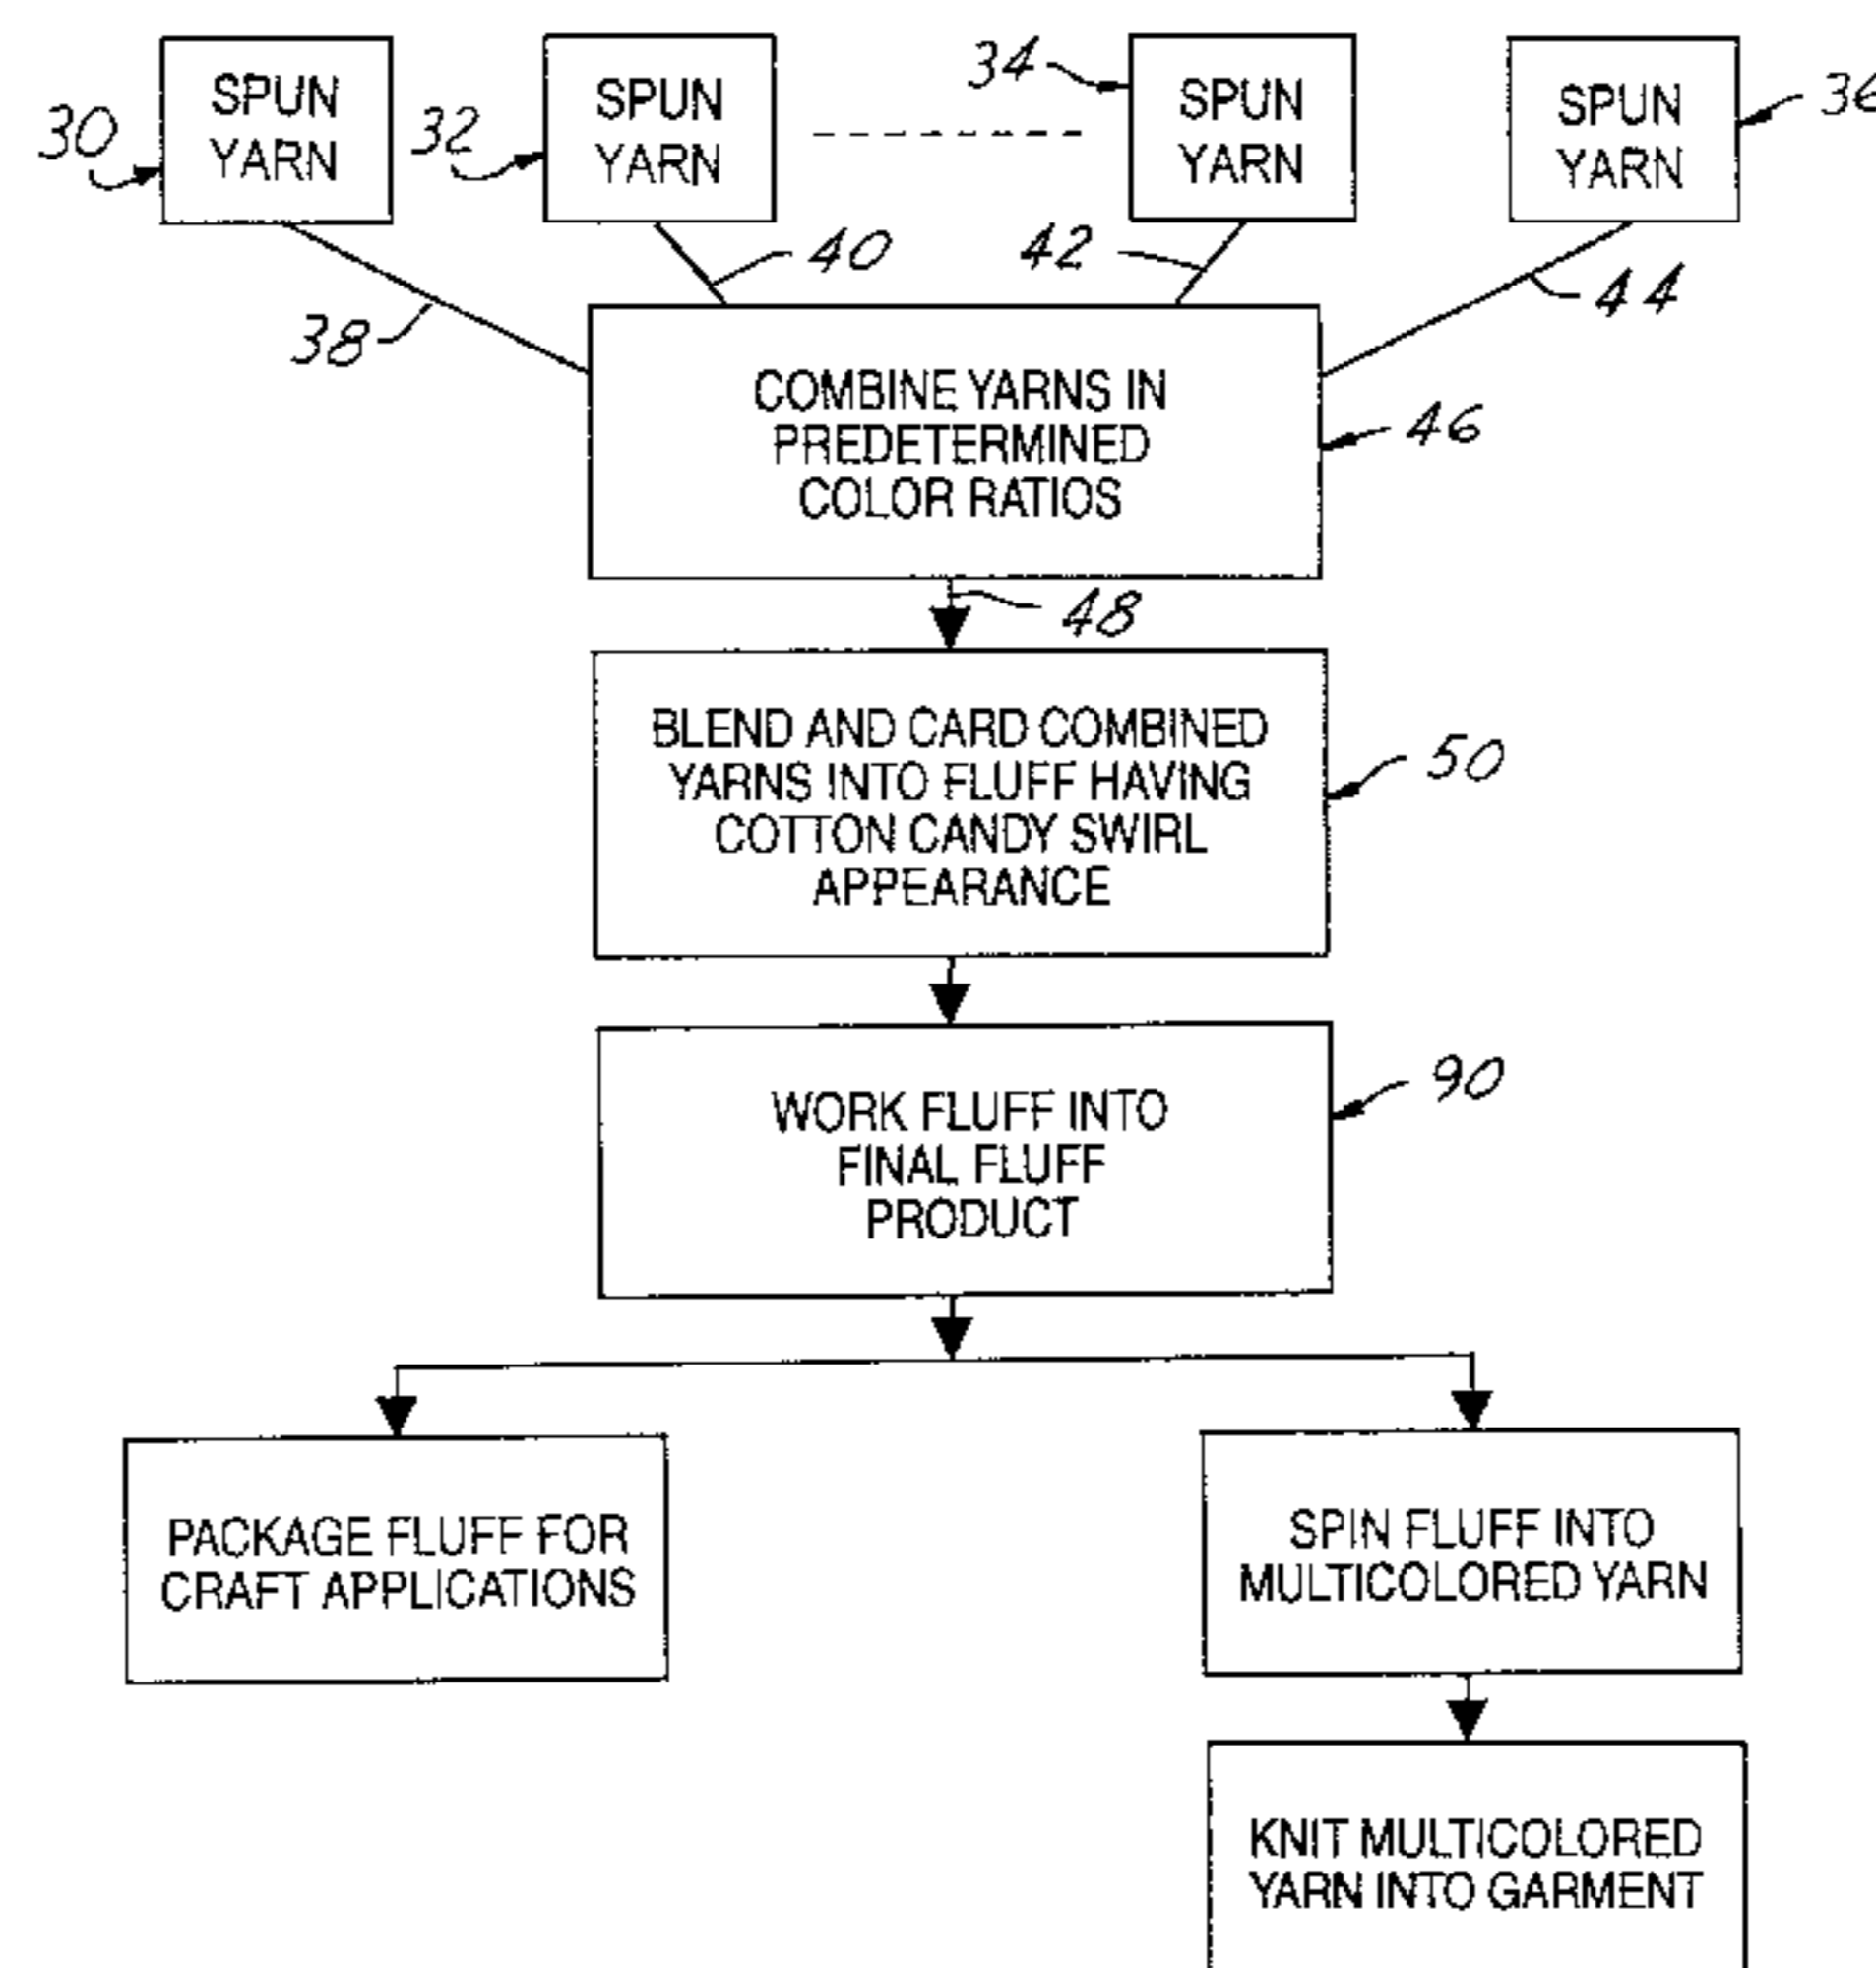 SPUN
YARN
SPUN
YARN
SPUN
YARN
SPUN
YARN
30
32
34
36
38
40
42
44
COMBINE YARNS IN
PREDETERMINED
COLOR RATIOS
46
48
BLEND AND CARD COMBINED
YARNS INTO FLUFF HAVING
COTTON CANDY SWIRL
APPEARANCE
50
WORK FLUFF INTO
FINAL FLUFF
PRODUCT
90
PACKAGE FLUFF FOR
CRAFT APPLICATIONS
SPIN FLUFF INTO
MULTICOLORED YARN
KNIT MULTICOLORED
YARN INTO GARMENT